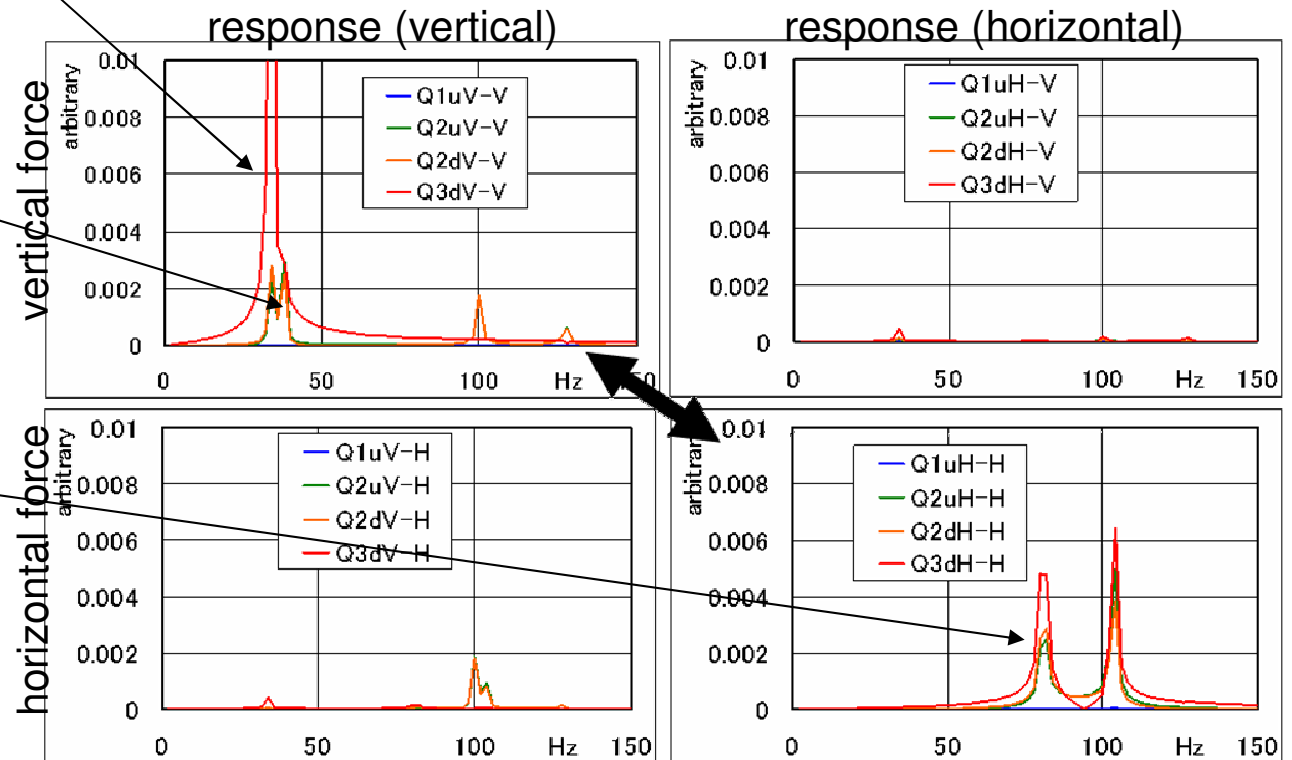 response (vertical)
response (horizontal)
vertical force
arbitrary
0.01
0.008
0.006
0.004
0.002
0
0
50
100
Hz
150
Q1uV-V
Q2uV-V
Q2dV-V
Q3dV-V
arbitrary
0.01
0.008
0.006
0.004
0.002
0
0
50
100
Hz
150
Q1uH-V
Q2uH-V
Q2dH-V
Q3dH-V
horizontal force
arbitrary
0.01
0.008
0.006
0.004
0.002
0
0
50
100
Hz
150
Q1uV-H
Q2uV-H
Q2dV-H
Q3dV-H
arbitrary
0.01
0.008
0.006
0.004
0.002
0
0
50
100
Hz
150
Q1uH-H
Q2uH-H
Q2dH-H
Q3dH-H